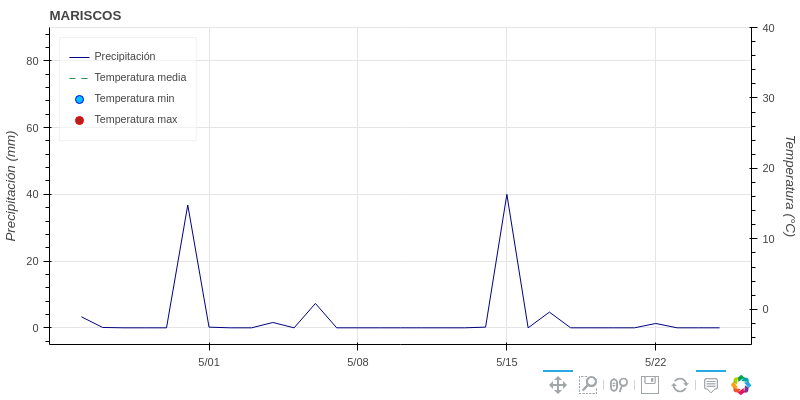 MARISCOS
Precipitación
Temperatura media
Temperatura min
Temperatura max
Precipitación (mm)
80
60
40
20
0
Temperatura (°C)
40
30
20
10
0
5/01
5/08
5/15
5/22